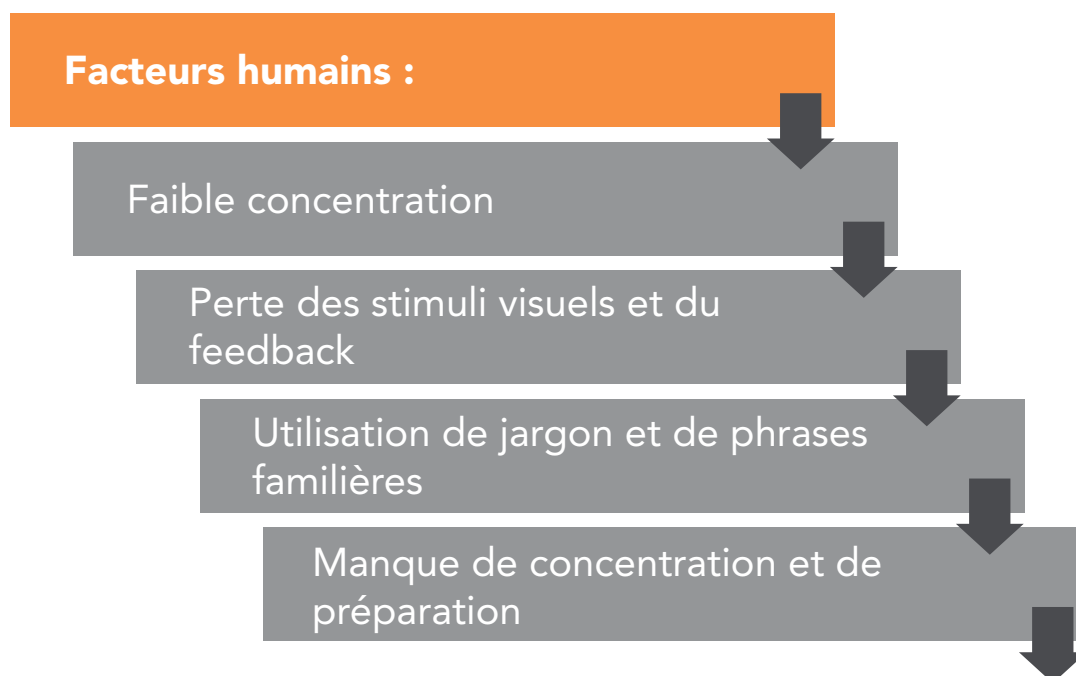 Facteurs humains :
Faible concentration
Perte des stimuli visuels et du
feedback
Utilisation de jargon et de phrases
familières
Manque de concentration et de
préparation